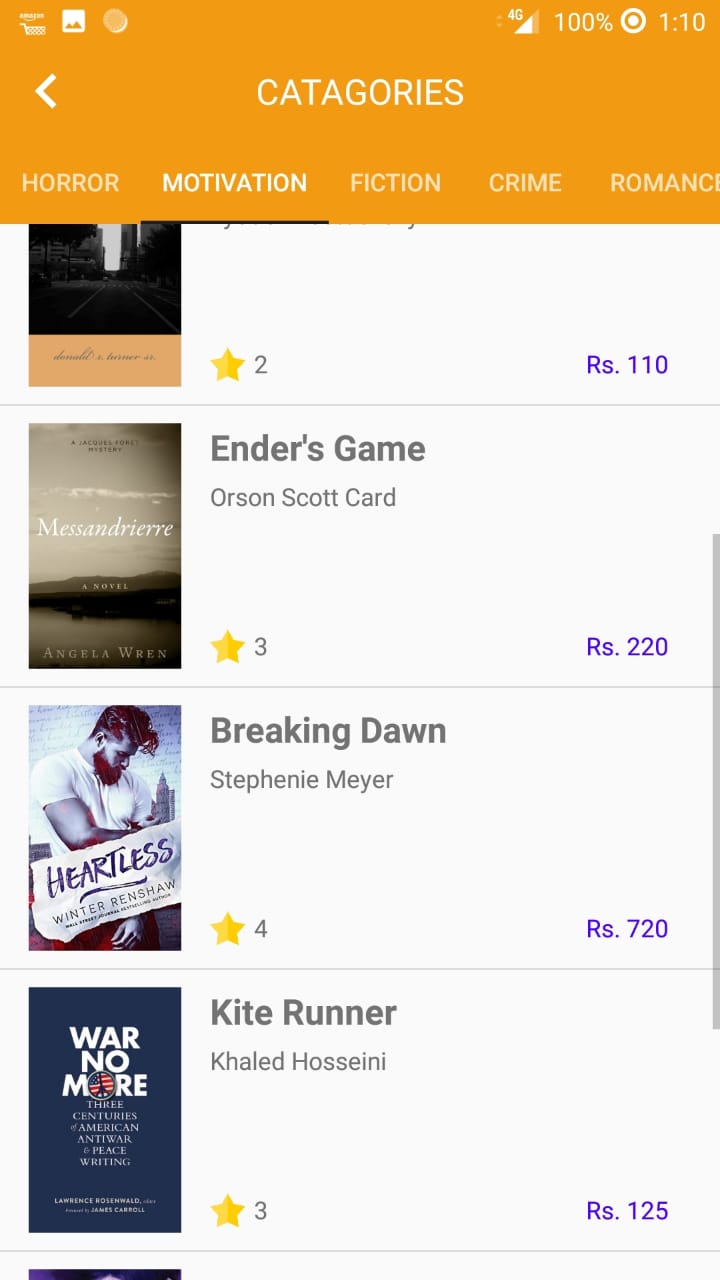 amazon
4G 100% 1:10
CATAGORIES
HORROR MOTIVATION FICTION CRIME ROMANCE
donald r. turner sr.
2
Rs. 110
A JACQUES FORET
MYSTERY
Messandrierre
A NOVEL
ANGELA WREN
Ender's Game
Orson Scott Card
3
Rs. 220
HEARTLESS
WINTER RENSHAW
WALL STREET JOURNAL BESTSELLING AUTHOR
Breaking Dawn
Stephenie Meyer
4
Rs. 720
WAR
NO
MORE
THREE
CENTURIES
of AMERICAN
ANTIWAR
& PEACE
WRITING
LAWRENCE ROSENWALD, editor
Foreword by JAMES CARROLL
Kite Runner
Khaled Hosseini
3
Rs. 125